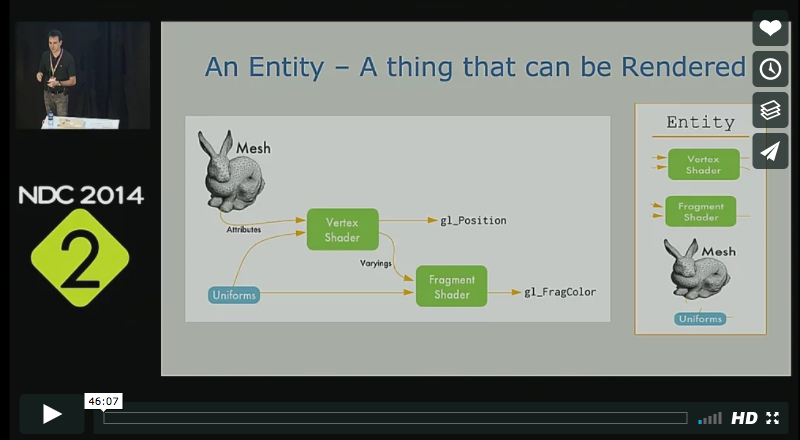 An Entity – A thing that can be Rendered
Mesh
Attributes
Vertex
Shader
gl_Position
Varyings
Uniforms
Fragment
Shader
gl_FragColor
Entity
Vertex
Shader
Fragment
Shader
Mesh
Uniforms
NDC 2014
2
46:07
HD